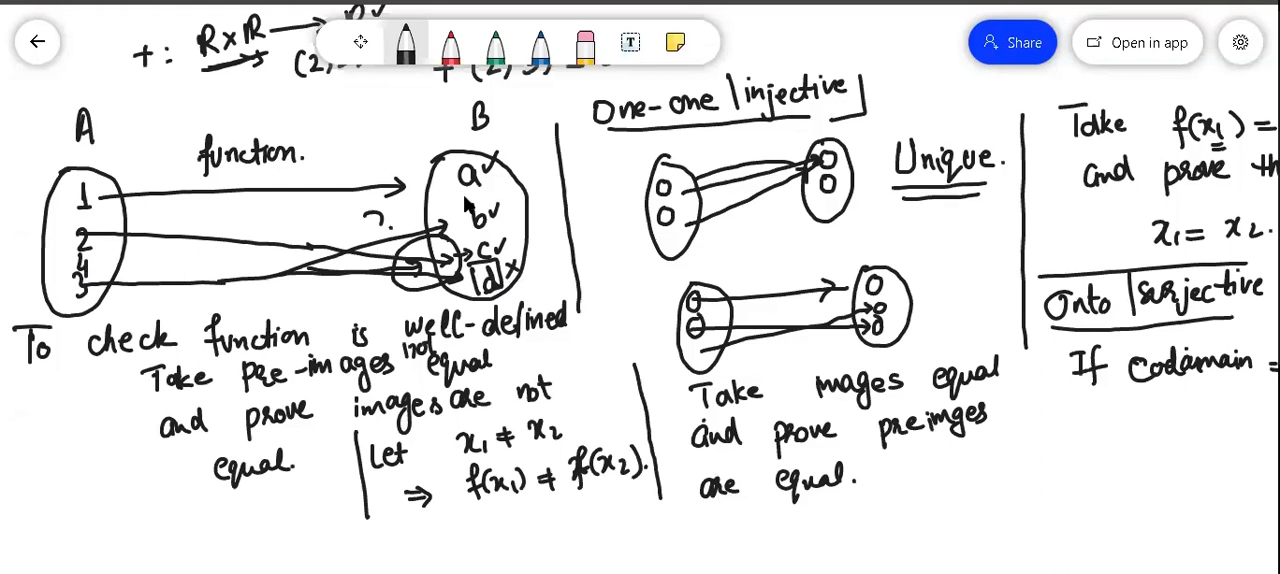 +: R×R →
Share
Open in app
A
function.
B
1
2
4
3
?
a✓
b✓
c✓
d×
To check function is well-defined
Take pre-images not equal
and prove images are not
equal.
Let x₁ ≠ x₂
⇒ f(x₁) ≠ f(x₂).
One-one | injective
Unique.
Take images equal
and prove preimges
are equal.
Take f(x₁) =
and prove th
x₁ = x₂.
Onto | surjective
If Codomain =